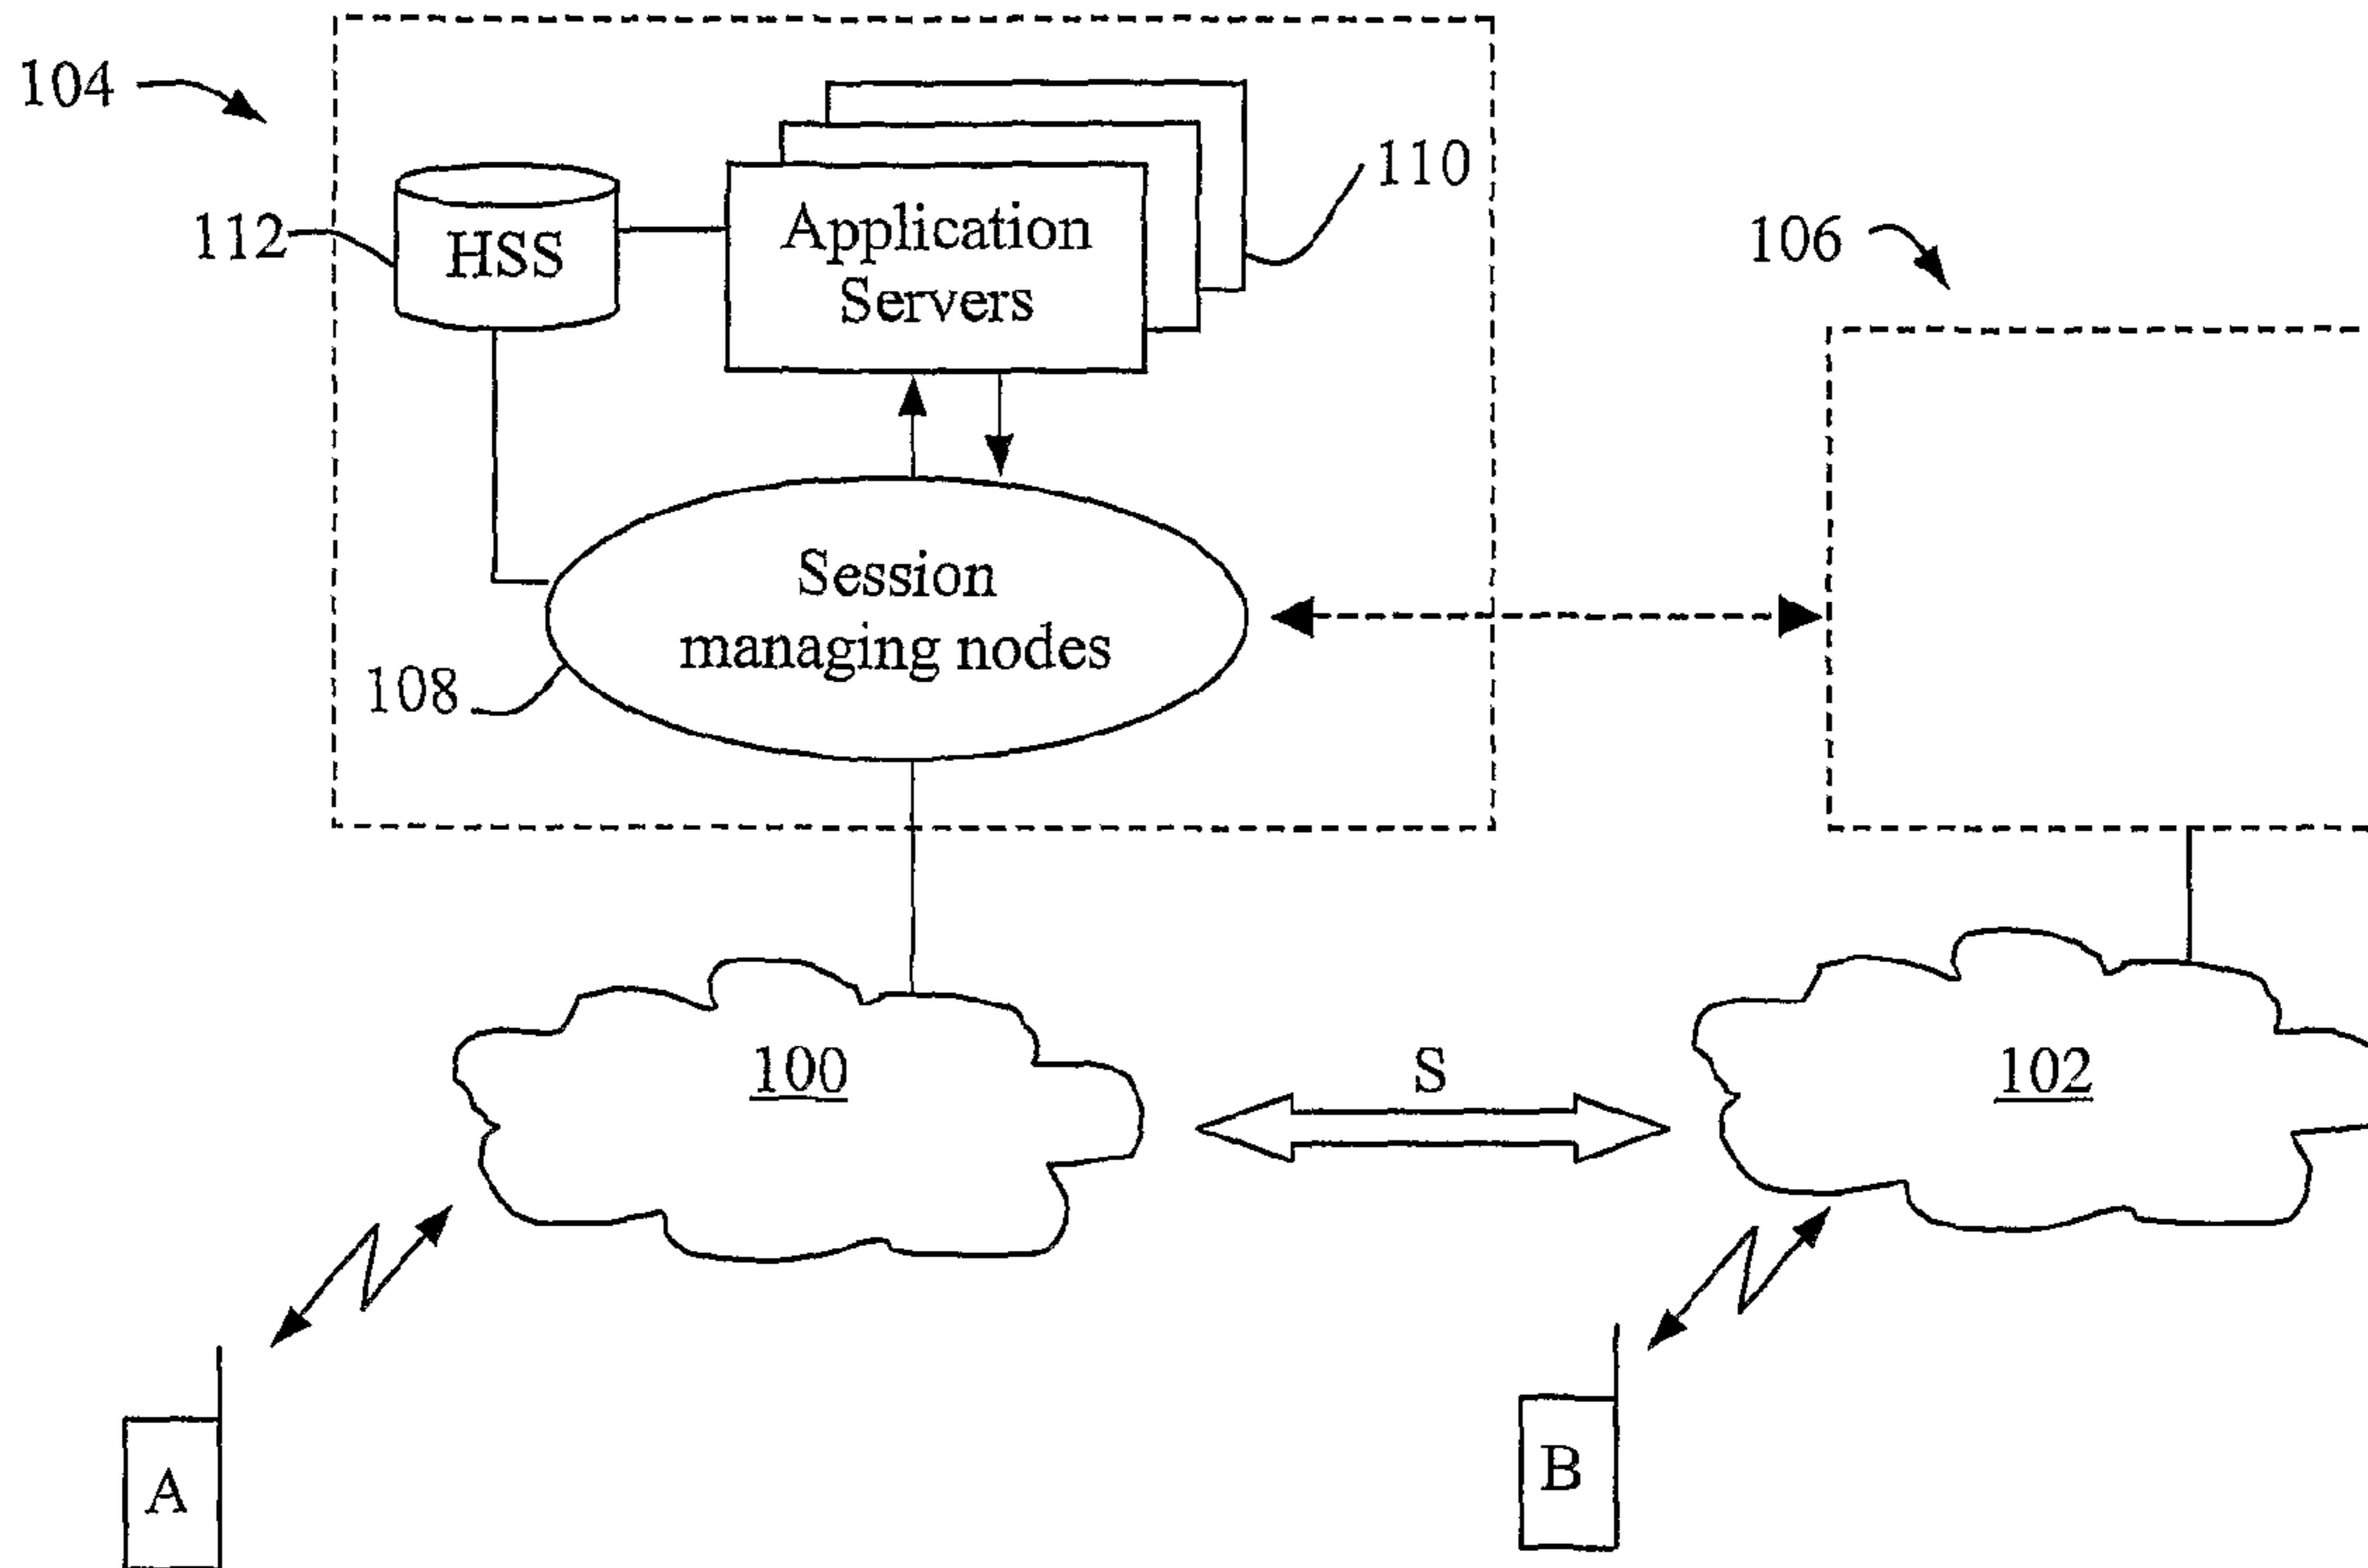 104
110
112
HSS
Application
Servers
106
Session
managing nodes
108
100
S
102
A
B